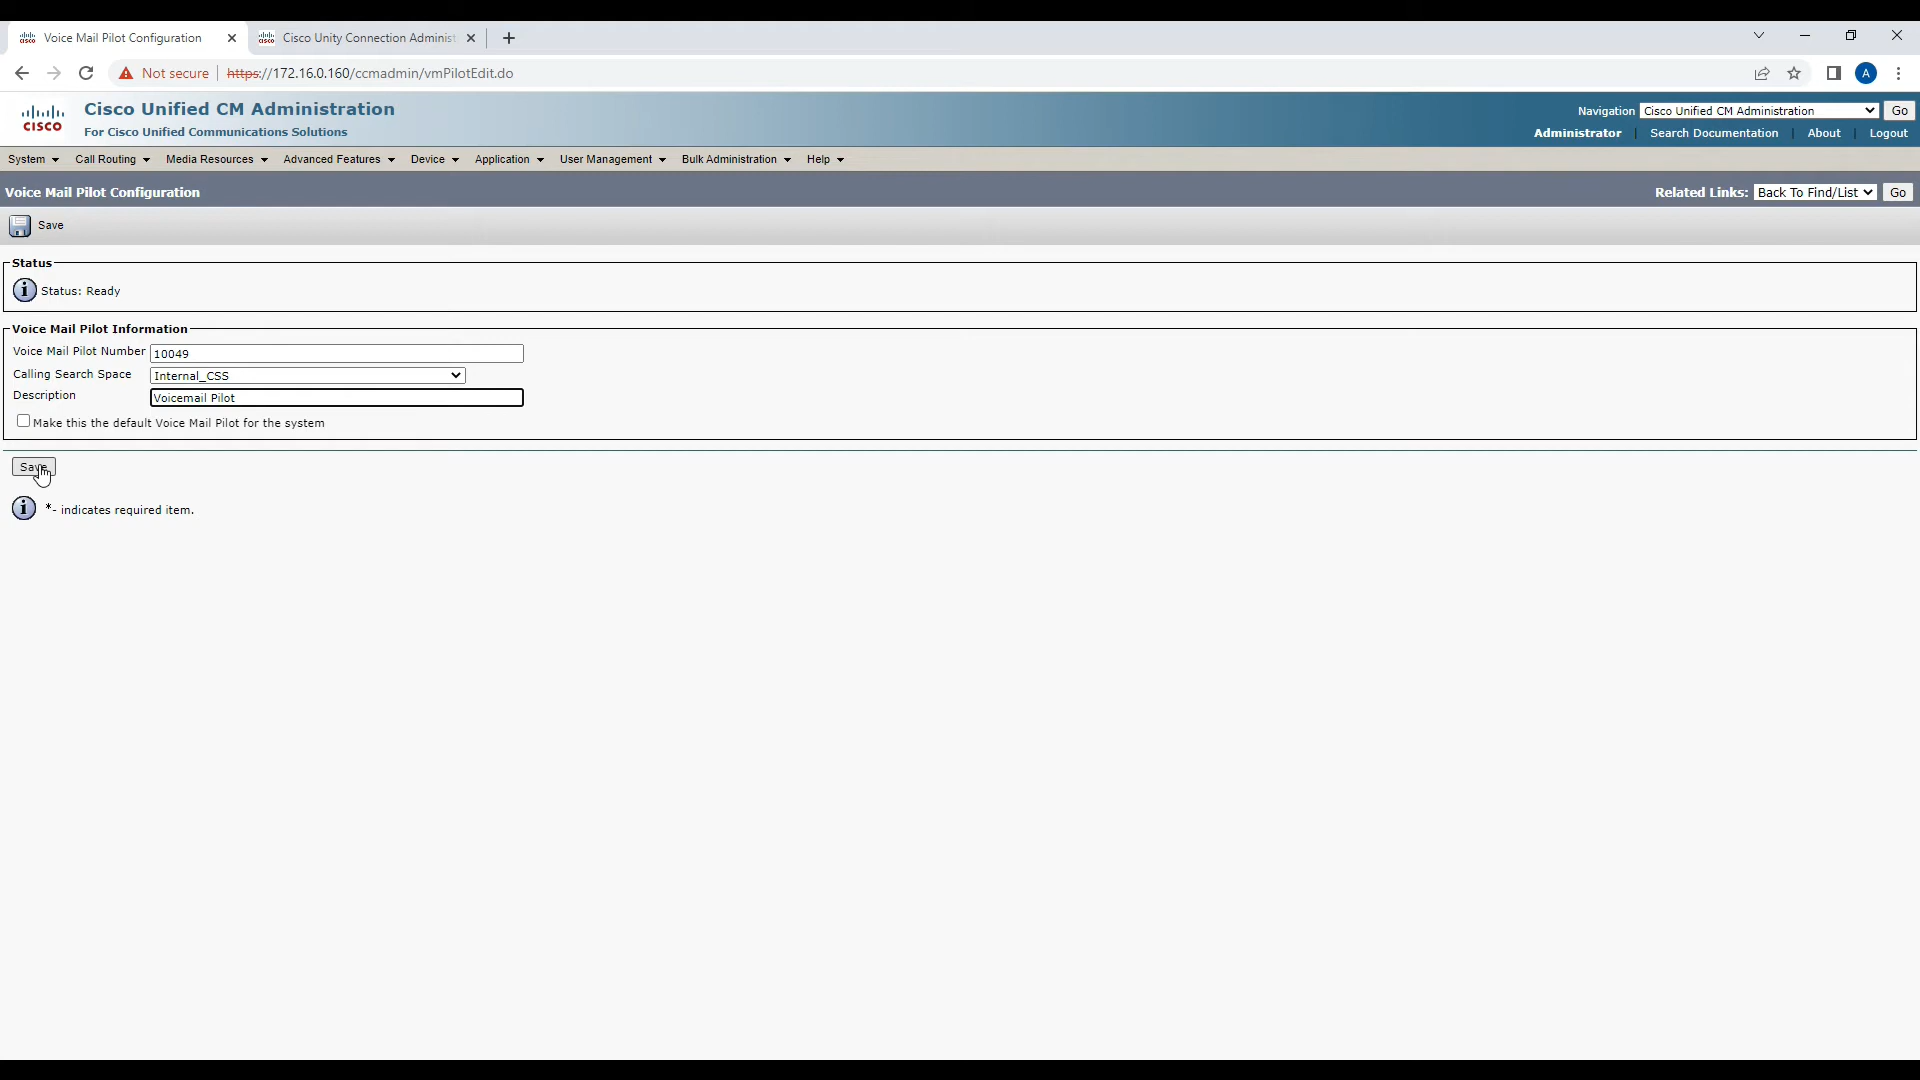 Voice Mail Pilot Configuration
Cisco Unity Connection Administ
Not secure
https://172.16.0.160/ccmadmin/vmPilotEdit.do
A
CISCO
Cisco Unified CM Administration
For Cisco Unified Communications Solutions
Navigation Cisco Unified CM Administration Go
Administrator | Search Documentation | About | Logout
System Call Routing Media Resources Advanced Features Device Application User Management Bulk Administration Help
Voice Mail Pilot Configuration
Related Links: Back To Find/List Go
Save
Status
Status: Ready
Voice Mail Pilot Information
Voice Mail Pilot Number 10049
Calling Search Space Internal_CSS
Description Voicemail Pilot
Make this the default Voice Mail Pilot for the system
Save
*- indicates required item.